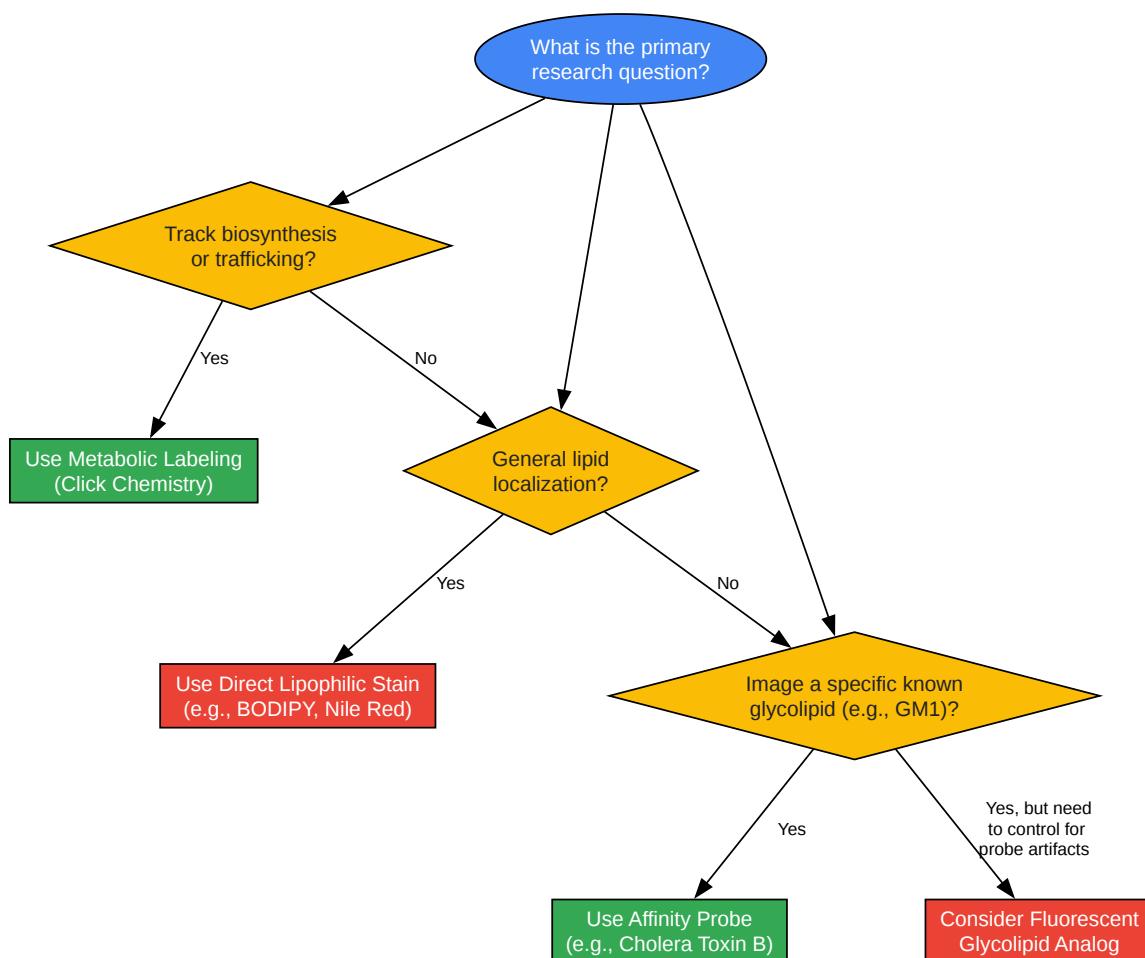 What is the primary
research question?
Track biosynthesis
or trafficking?
Yes
No
Use Metabolic Labeling
(Click Chemistry)
General lipid
localization?
Yes
No
Use Direct Lipophilic Stain
(e.g., BODIPY, Nile Red)
Image a specific known
glycolipid (e.g., GM1)?
Yes
Yes, but need
to control for
probe artifacts
Use Affinity Probe
(e.g., Cholera Toxin B)
Consider Fluorescent
Glycolipid Analog